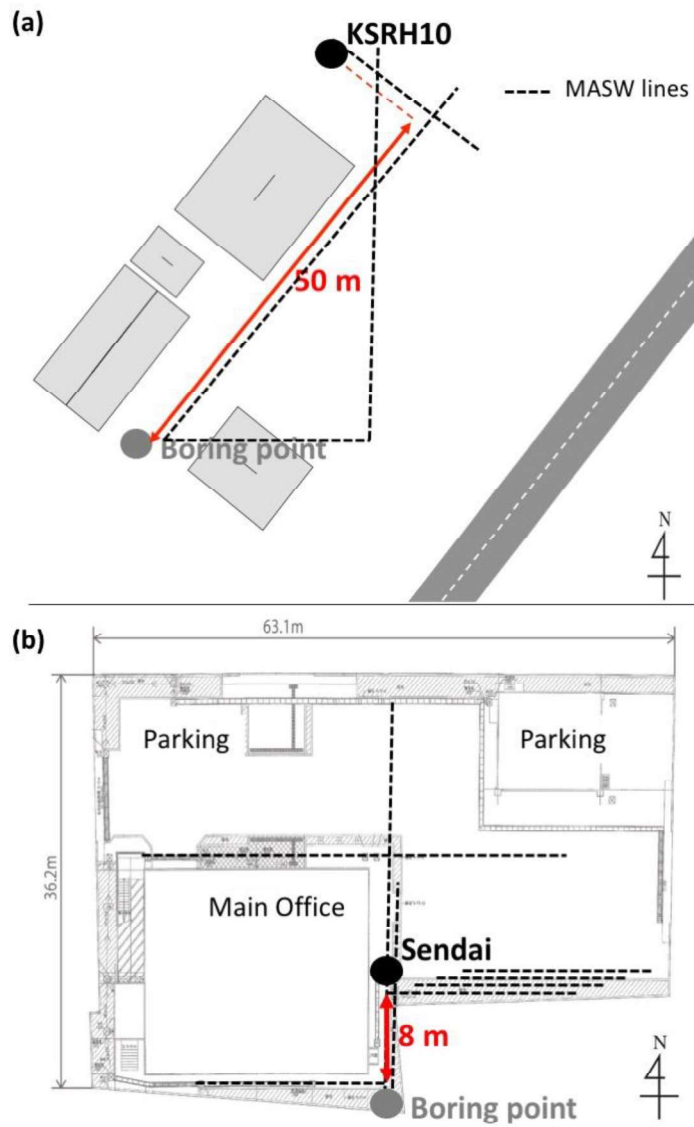 (a)
KSRH10
MASW lines
50 m
Boring point
N
(b)
63.1m
Parking
Parking
36.2m
Main Office
Sendai
8 m
N
Boring point